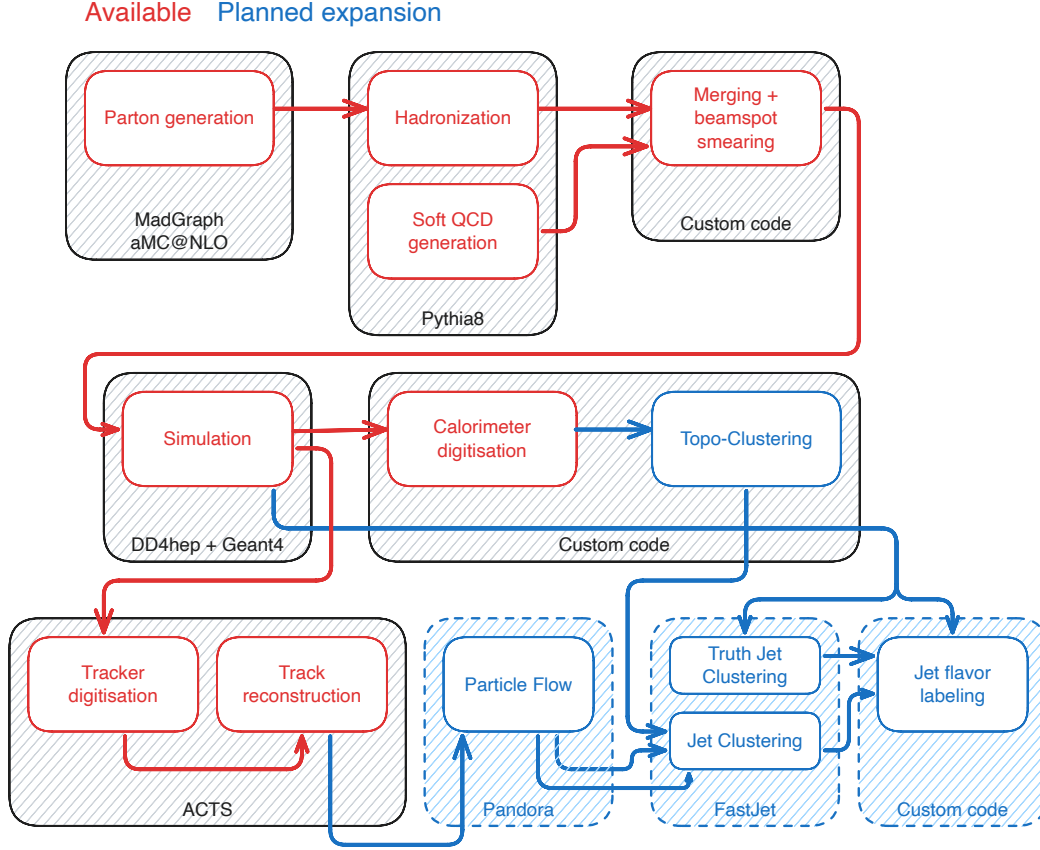 Available Planned expansion
Parton generation
MadGraph
aMC@NLO
Hadronization
Soft QCD
generation
Pythia8
Merging +
beamspot
smearing
Custom code
Simulation
DD4hep + Geant4
Calorimeter
digitisation
Topo-Clustering
Custom code
Tracker
digitisation
Track
reconstruction
ACTS
Particle Flow
Pandora
Truth Jet
Clustering
Jet Clustering
FastJet
Jet flavor
labeling
Custom code